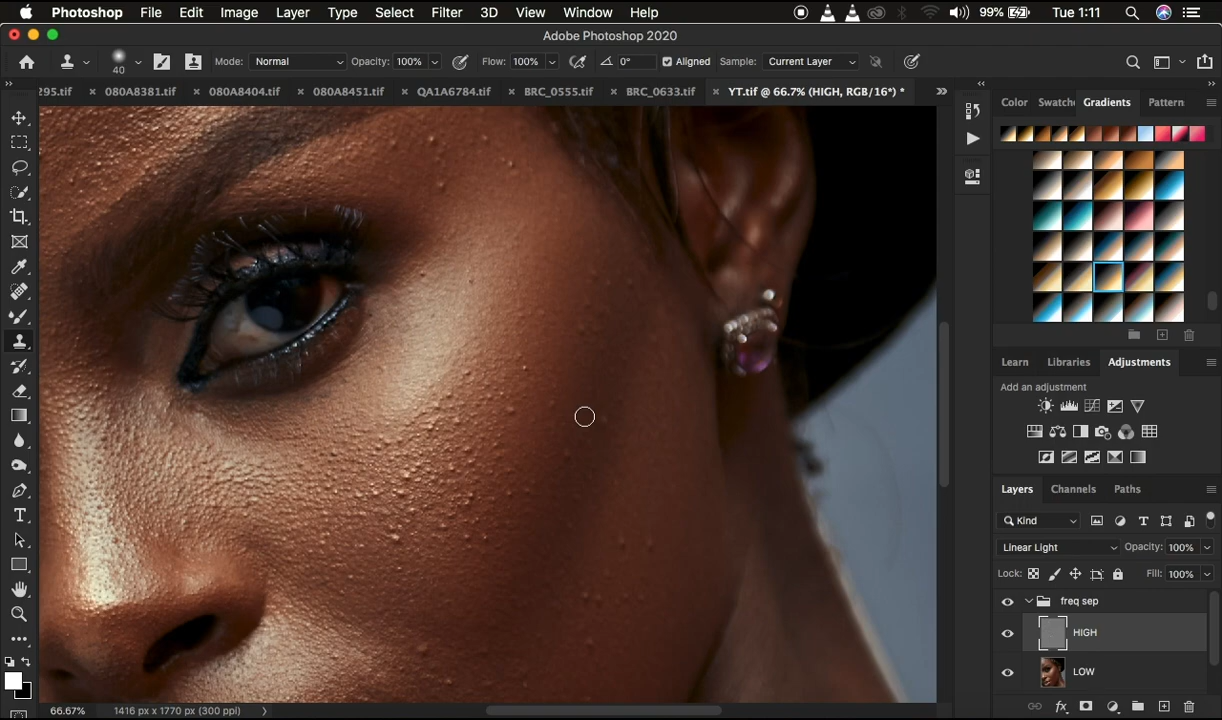 Photoshop File Edit Image Layer Type Select Filter 3D View Window Help 99% Tue 1:11
Adobe Photoshop 2020
40 Mode: Normal Opacity: 100% Flow: 100% 0° Aligned Sample: Current Layer
295.tif × 080A8381.tif × 080A8404.tif × 080A8451.tif × QA1A6784.tif × BRC_0555.tif × BRC_0633.tif × YT.tif @ 66.7% (HIGH, RGB/16*) *
Color Swatche Gradients Pattern
Learn Libraries Adjustments
Add an adjustment
Layers Channels Paths
Kind
Linear Light Opacity: 100%
Lock: Fill: 100%
freq sep
HIGH
LOW
fx
66.67% 1416 px x 1770 px (300 ppi)